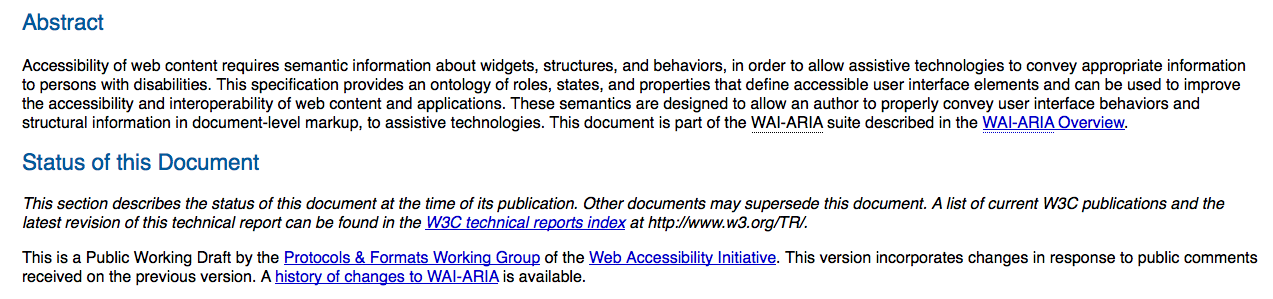 Abstract
Accessibility of web content requires semantic information about widgets, structures, and behaviors, in order to allow assistive technologies to convey appropriate information
to persons with disabilities. This specification provides an ontology of roles, states, and properties that define accessible user interface elements and can be used to improve
the accessibility and interoperability of web content and applications. These semantics are designed to allow an author to properly convey user interface behaviors and
structural information in document-level markup, to assistive technologies. This document is part of the WAI-ARIA suite described in the WAI-ARIA Overview.
Status of this Document
This section describes the status of this document at the time of its publication. Other documents may supersede this document. A list of current W3C publications and the
latest revision of this technical report can be found in the W3C technical reports index at http://www.w3.org/TR/.
This is a Public Working Draft by the Protocols & Formats Working Group of the Web Accessibility Initiative. This version incorporates changes in response to public comments
received on the previous version. A history of changes to WAI-ARIA is available.